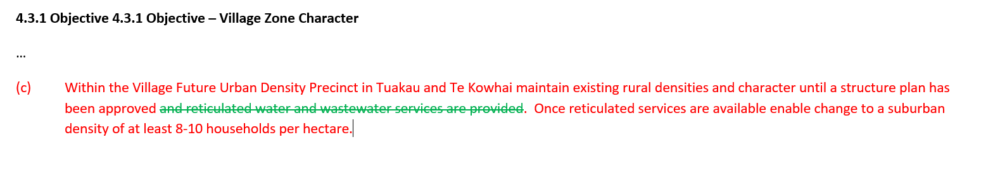 4.3.1 Objective 4.3.1 Objective – Village Zone Character
...
(c) Within the Village Future Urban Density Precinct in Tuakau and Te Kowhai maintain existing rural densities and character until a structure plan has
been approved and reticulated water and wastewater services are provided. Once reticulated services are available enable change to a suburban
density of at least 8-10 households per hectare.